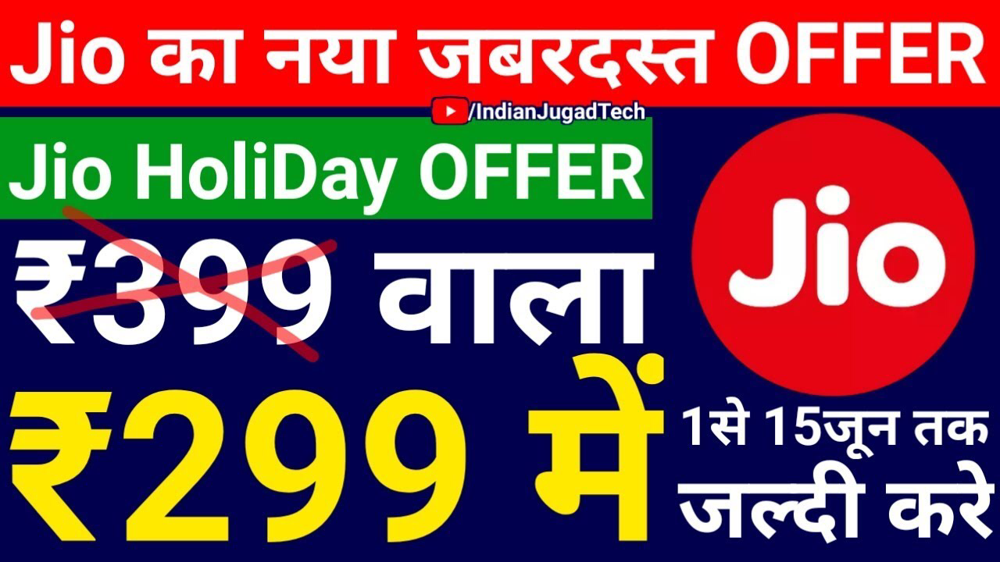 Jio का नया जबरदस्त OFFER
/IndianJugadTech
Jio HoliDay OFFER
₹399 वाला
₹299 में
Jio
1से 15जून तक
जल्दी करे